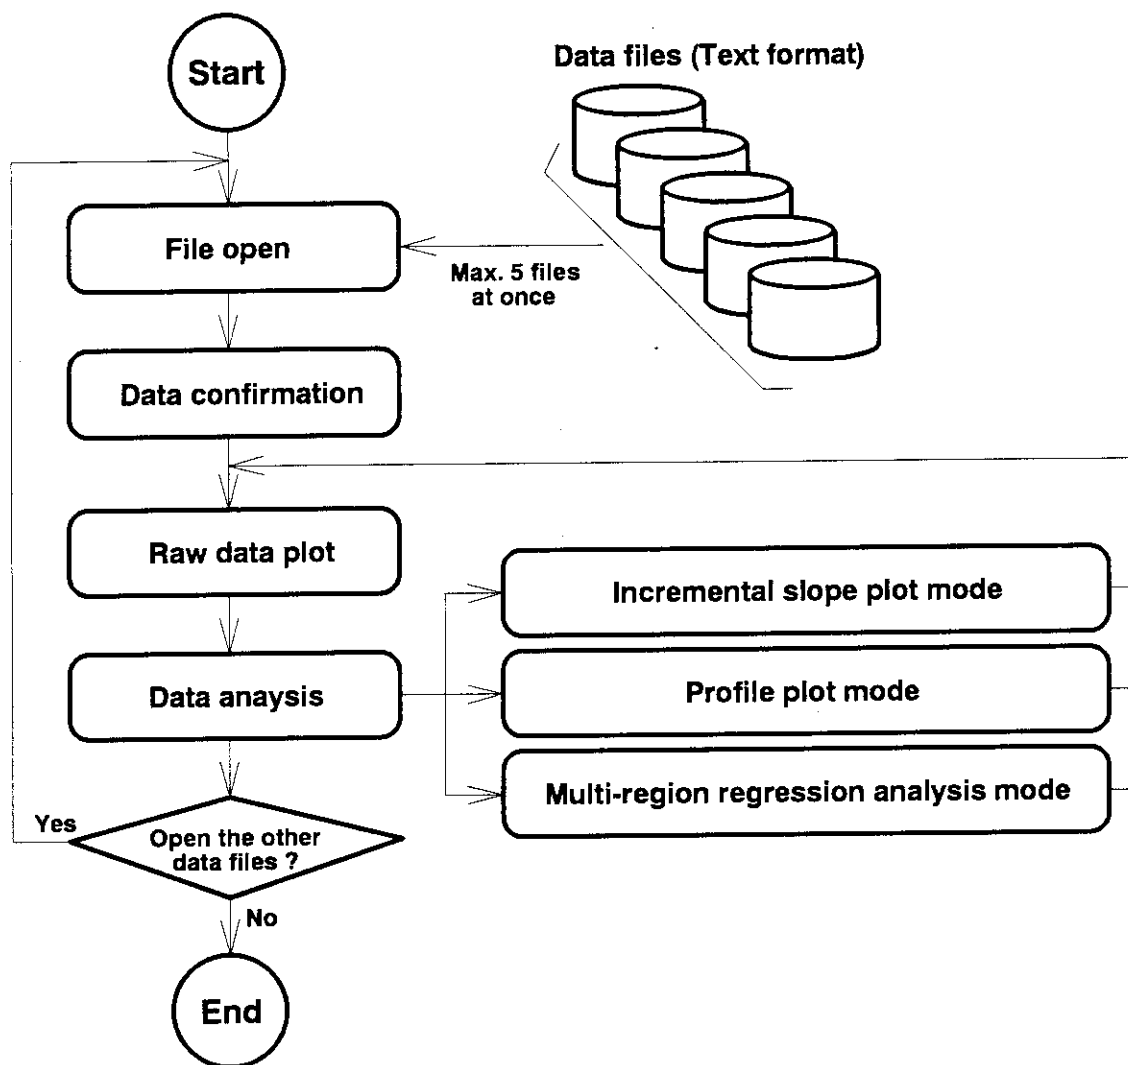 Start
Data files (Text format)
File open
Max. 5 files
at once
Data confirmation
Raw data plot
Incremental slope plot mode
Data anaysis
Profile plot mode
Multi-region regression analysis mode
Yes
Open the other
data files ?
No
End